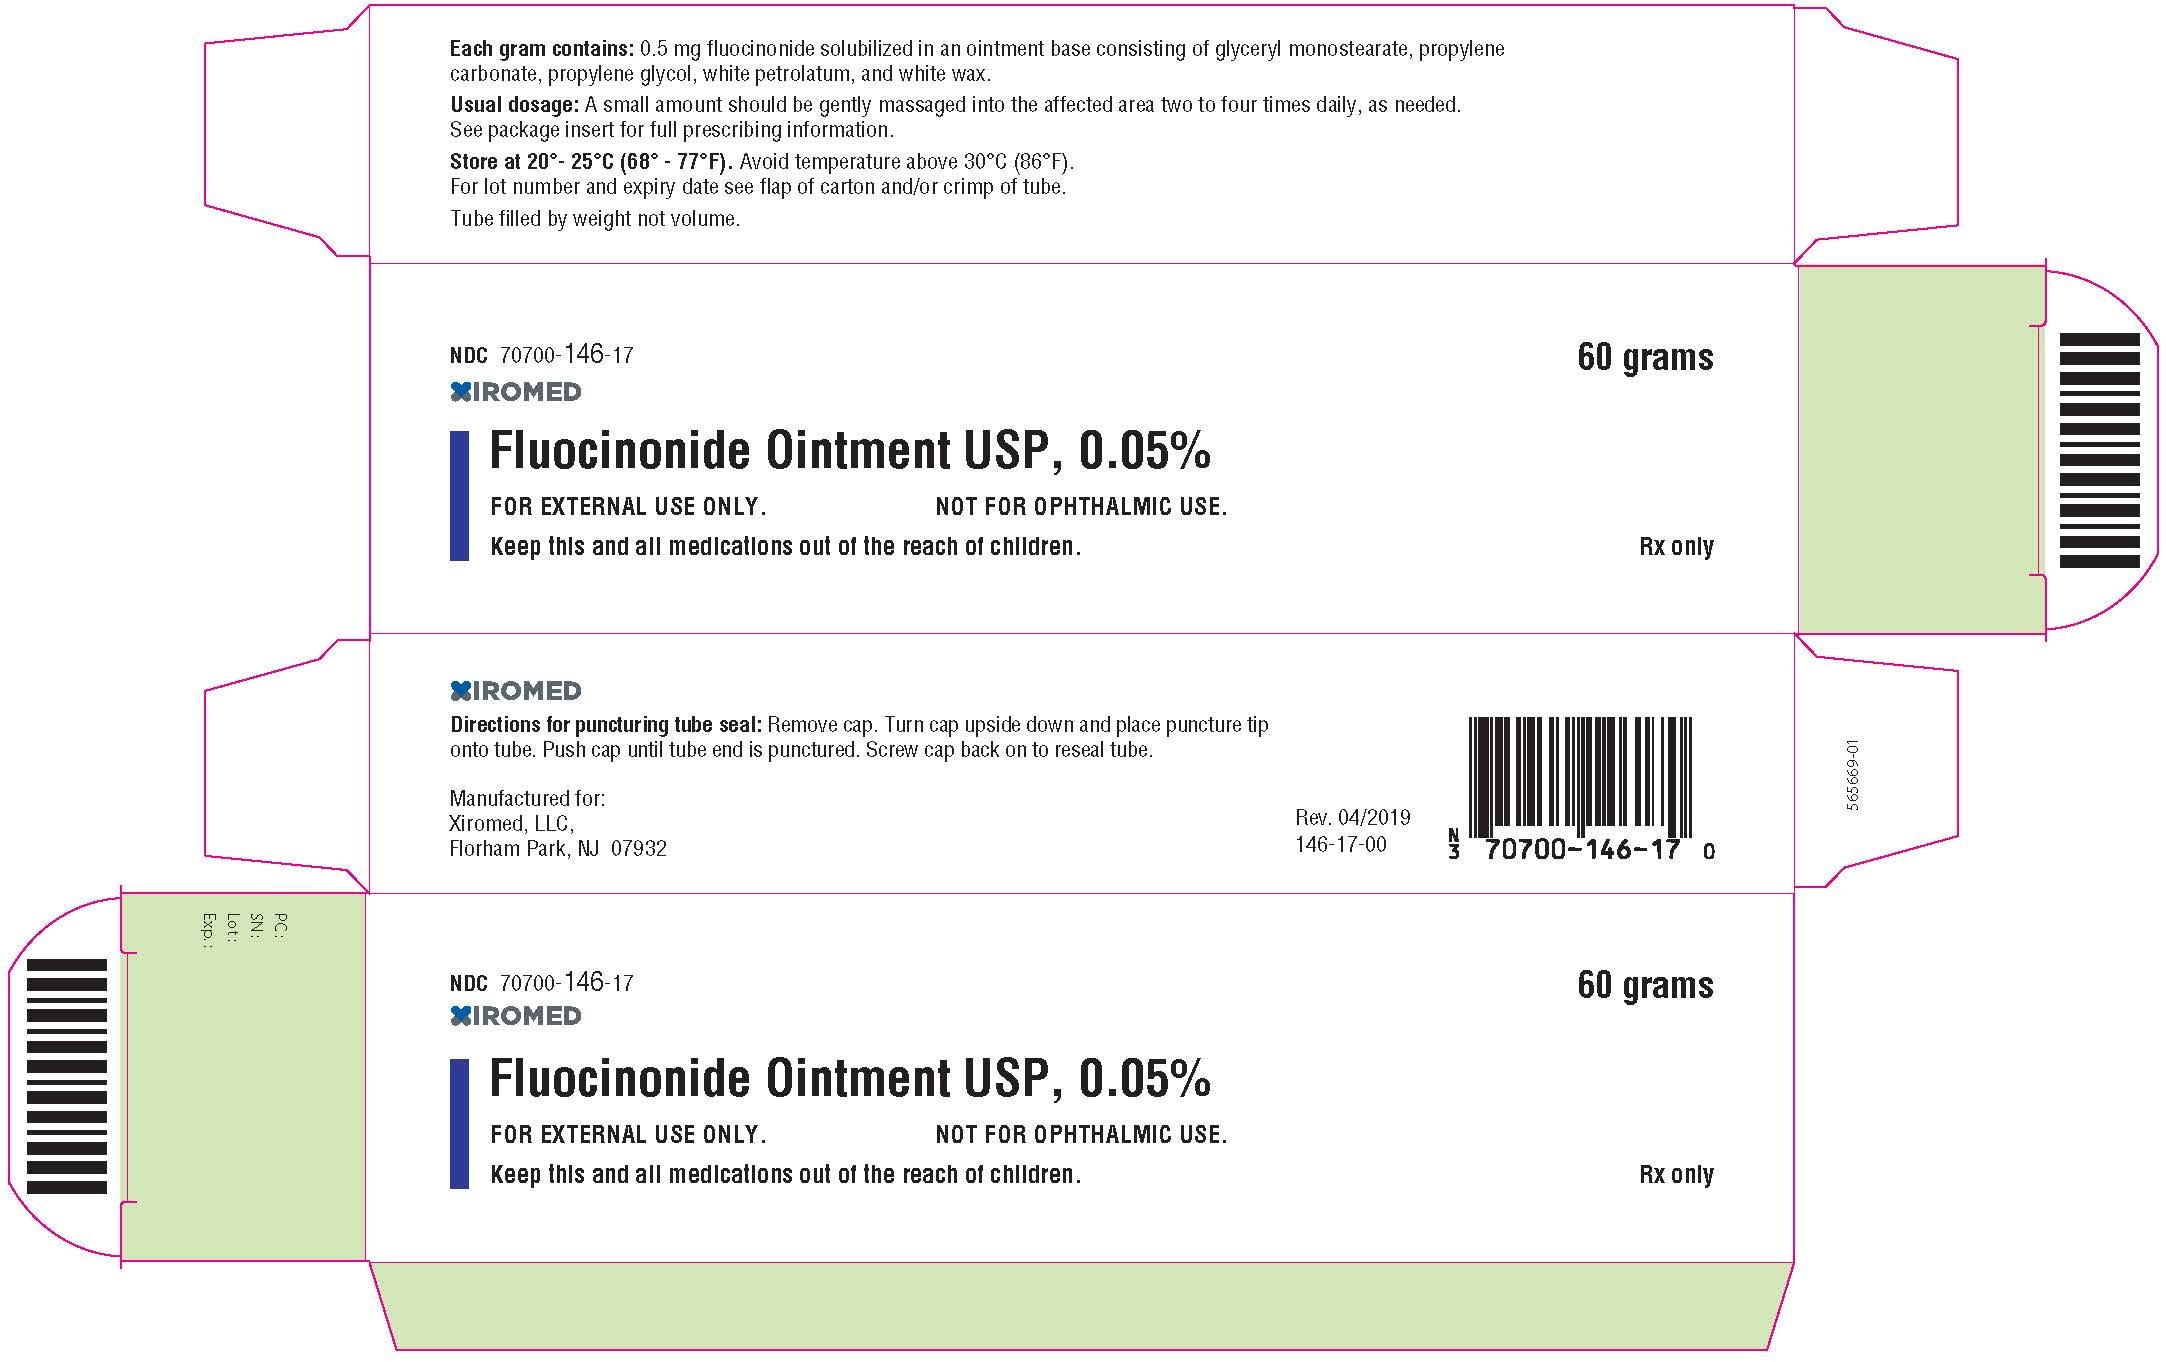 Each gram contains: 0.5 mg fluocinonide solubilized in an ointment base consisting of glyceryl monostearate, propylene
carbonate, propylene glycol, white petrolatum, and white wax.
Usual dosage: A small amount should be gently massaged into the affected area two to four times daily, as needed.
See package insert for full prescribing information.
Store at 20°- 25°C (68° - 77°F). Avoid temperature above 30°C (86°F).
For lot number and expiry date see flap of carton and/or crimp of tube.
Tube filled by weight not volume.
NDC 70700-146-17
60 grams
XIROMED
Fluocinonide Ointment USP, 0.05%
FOR EXTERNAL USE ONLY. NOT FOR OPHTHALMIC USE.
Keep this and all medications out of the reach of children.
Rx only
XIROMED
Directions for puncturing tube seal: Remove cap. Turn cap upside down and place puncture tip
onto tube. Push cap until tube end is punctured. Screw cap back on to reseal tube.
Manufactured for:
Xiromed, LLC,
Florham Park, NJ 07932
Rev. 04/2019
146-17-00
N
3 70700-146-17 0
565669-01
PC:
SN:
Lot:
Exp.:
NDC 70700-146-17
60 grams
XIROMED
Fluocinonide Ointment USP, 0.05%
FOR EXTERNAL USE ONLY. NOT FOR OPHTHALMIC USE.
Keep this and all medications out of the reach of children.
Rx only